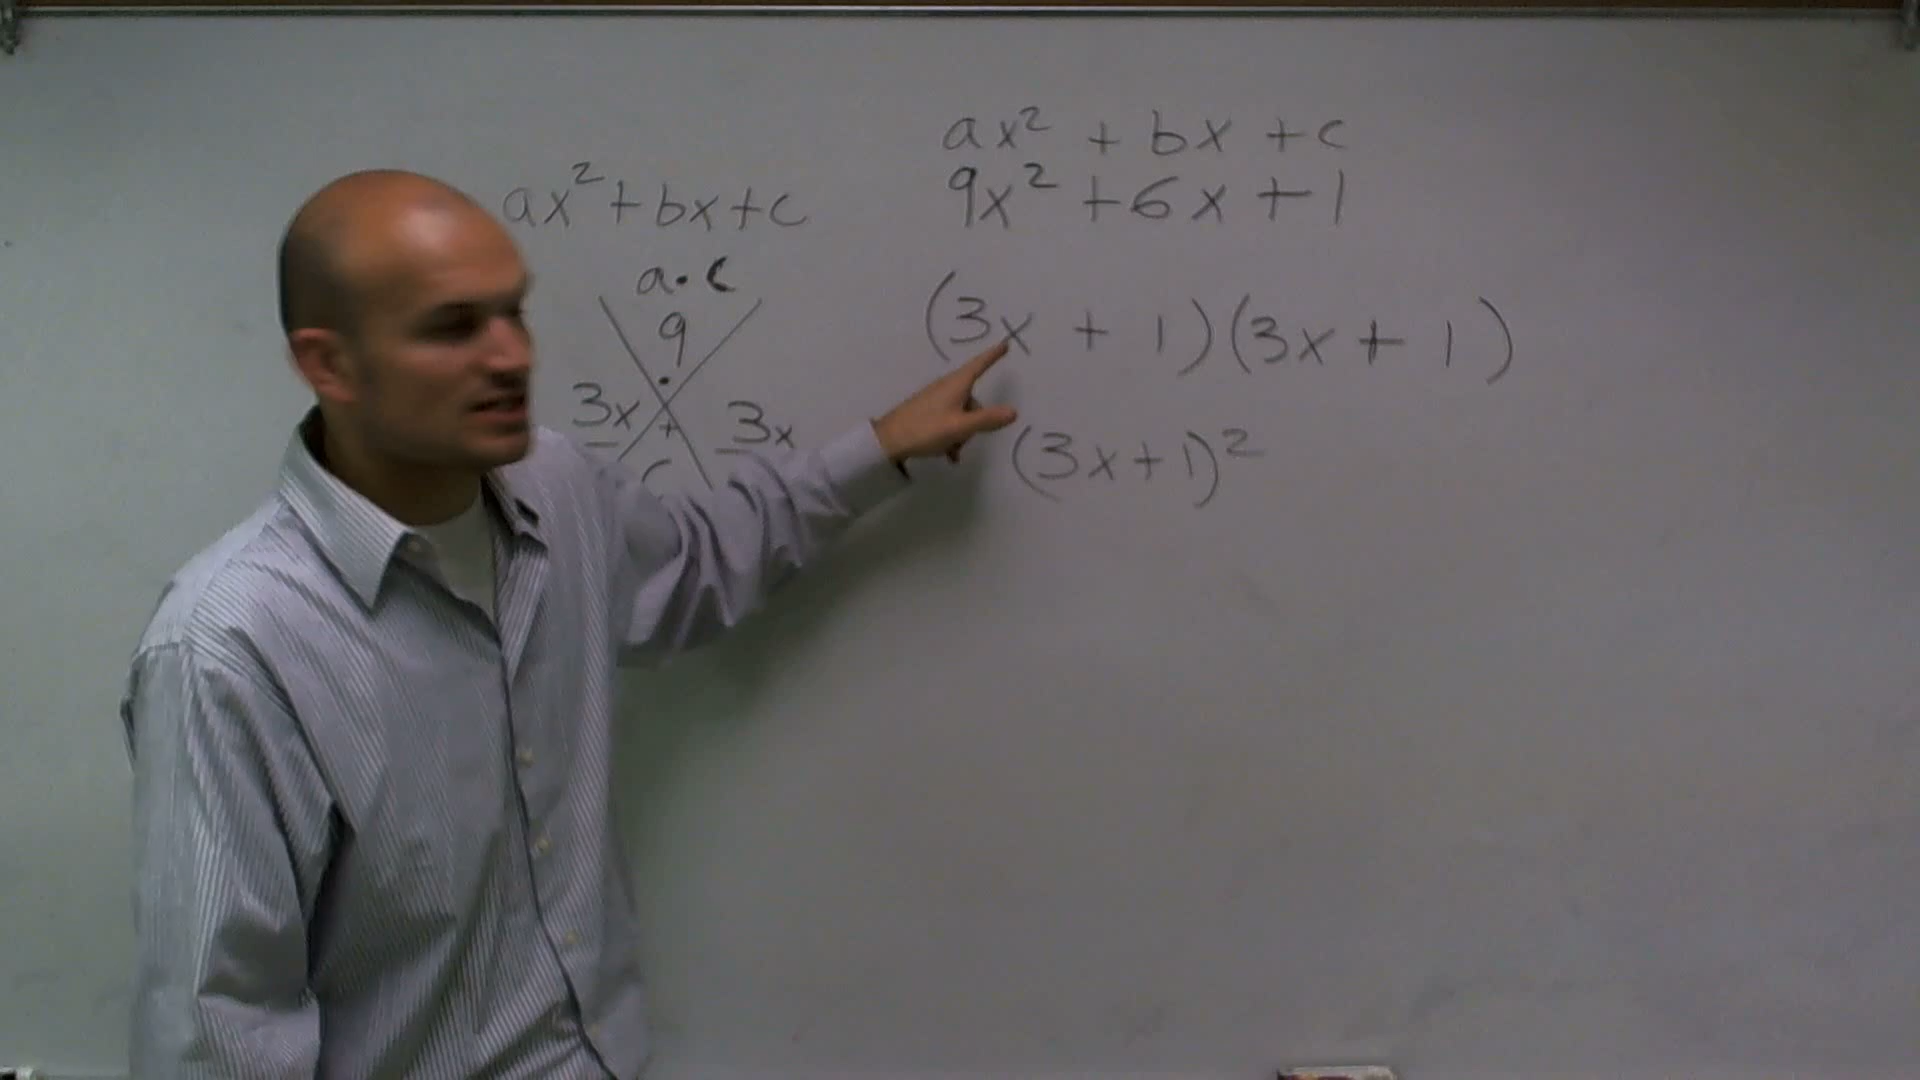 ax² + bx + c
a·c
9
3x + 3x
ax² + bx + c
9x² + 6x + 1
(3x + 1)(3x + 1)
(3x + 1)²